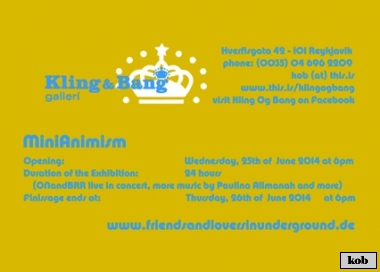 Hverfisgata 42 - 101 Reykjavik
phone: (0035) 04 696 2209
kob (at) this.is
www.this.is/klingogbang
visit Kling Og Bang on Facebook
Kling & Bang
gallerí
MiniAnimism
Opening: Wednesday, 25th of June 2014 at 6pm
Duration of the Exhibition: 24 hours
(ONandBRR live in concert, more music by Paulina Allmanak and more)
Finissage ends at: Thursday, 26th of June 2014 at 6pm
www.friendsandloversinunderground.de
kob